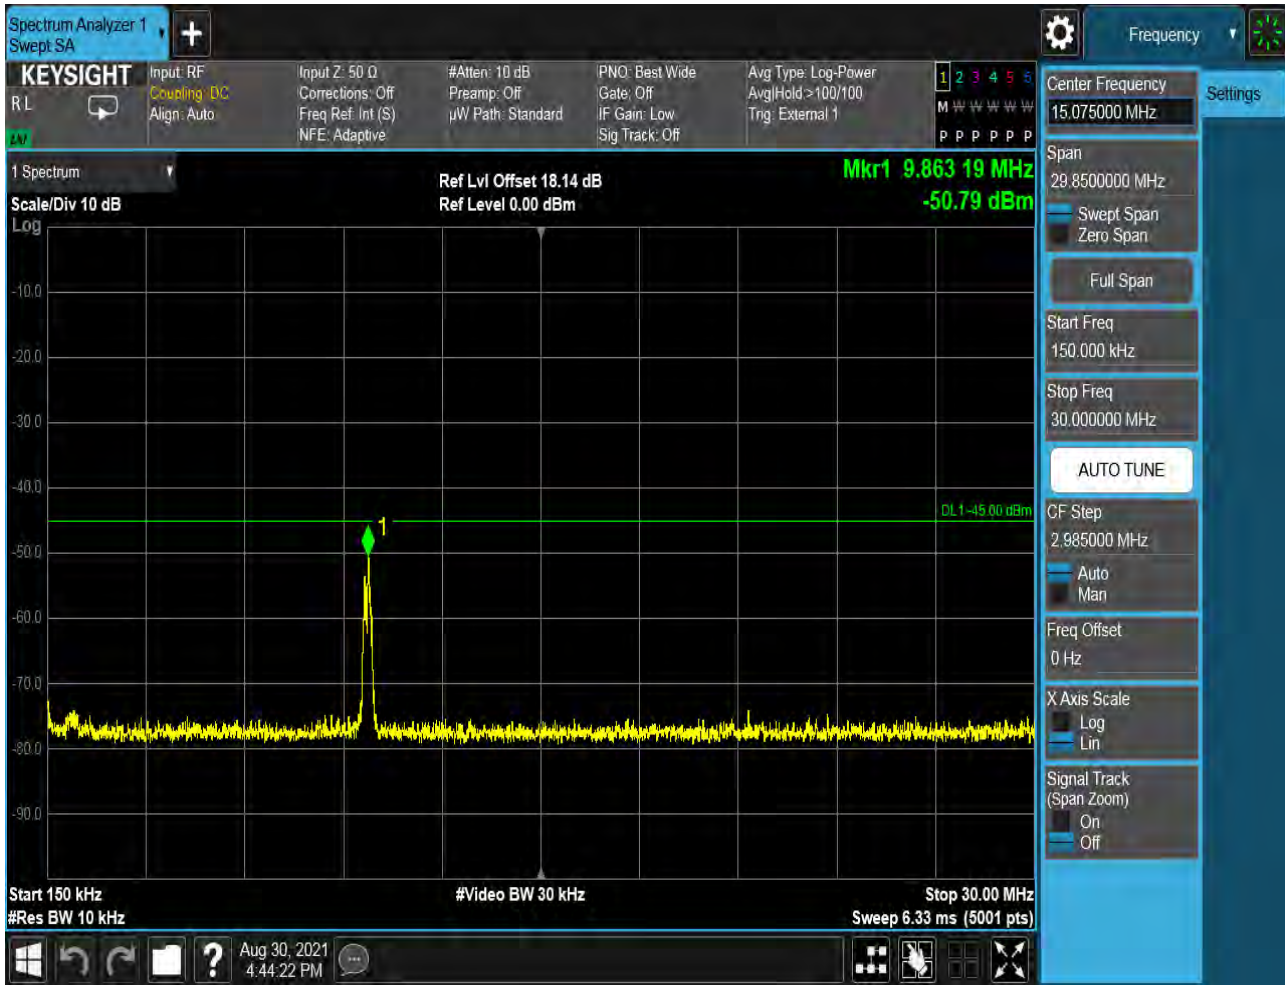 Spectrum Analyzer 1
Swept SA
+
Frequency
KEYSIGHT
R L
LXI
Input: RF
Coupling: DC
Align: Auto
Input Z: 50 Ω
Corrections: Off
Freq Ref: Int (S)
NFE: Adaptive
#Atten: 10 dB
Preamp: Off
µW Path: Standard
PNO: Best Wide
Gate: Off
IF Gain: Low
Sig Track: Off
Avg Type: Log-Power
Avg|Hold:>100/100
Trig: External 1
1 2 3 4 5 6
M W W W W W
P P P P P P
1 Spectrum
Scale/Div 10 dB
Log
Ref Lvl Offset 18.14 dB
Ref Level 0.00 dBm
Mkr1 9.863 19 MHz
-50.79 dBm
-10.0
-20.0
-30.0
-40.0
DL1 -45.00 dBm
1
-50.0
-60.0
-70.0
-80.0
-90.0
Start 150 kHz
#Res BW 10 kHz
#Video BW 30 kHz
Stop 30.00 MHz
Sweep 6.33 ms (5001 pts)
?
Aug 30, 2021
4:44:22 PM
Center Frequency
15.075000 MHz
Settings
Span
29.8500000 MHz
Swept Span
Zero Span
Full Span
Start Freq
150.000 kHz
Stop Freq
30.000000 MHz
AUTO TUNE
CF Step
2.985000 MHz
Auto
Man
Freq Offset
0 Hz
X Axis Scale
Log
Lin
Signal Track
(Span Zoom)
On
Off